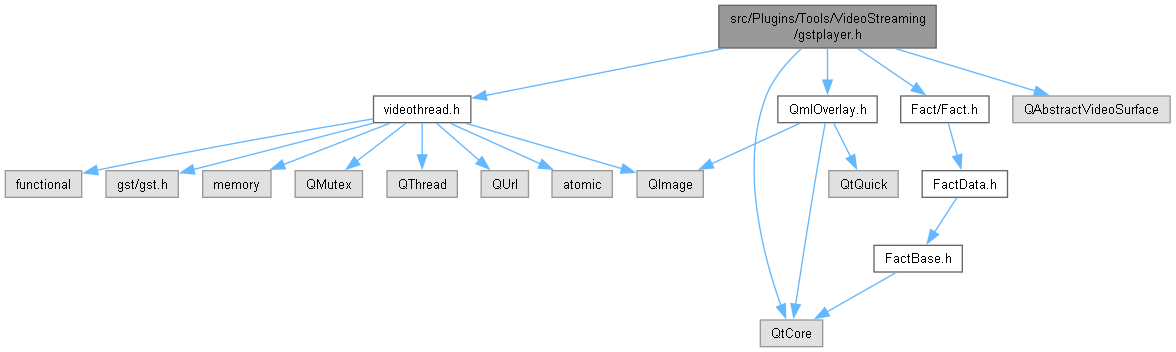 src/Plugins/Tools/VideoStreaming
/gstplayer.h
videothread.h
QmlOverlay.h
Fact/Fact.h
QAbstractVideoSurface
functional
gst/gst.h
memory
QMutex
QThread
QUrl
atomic
QImage
QtQuick
FactData.h
FactBase.h
QtCore